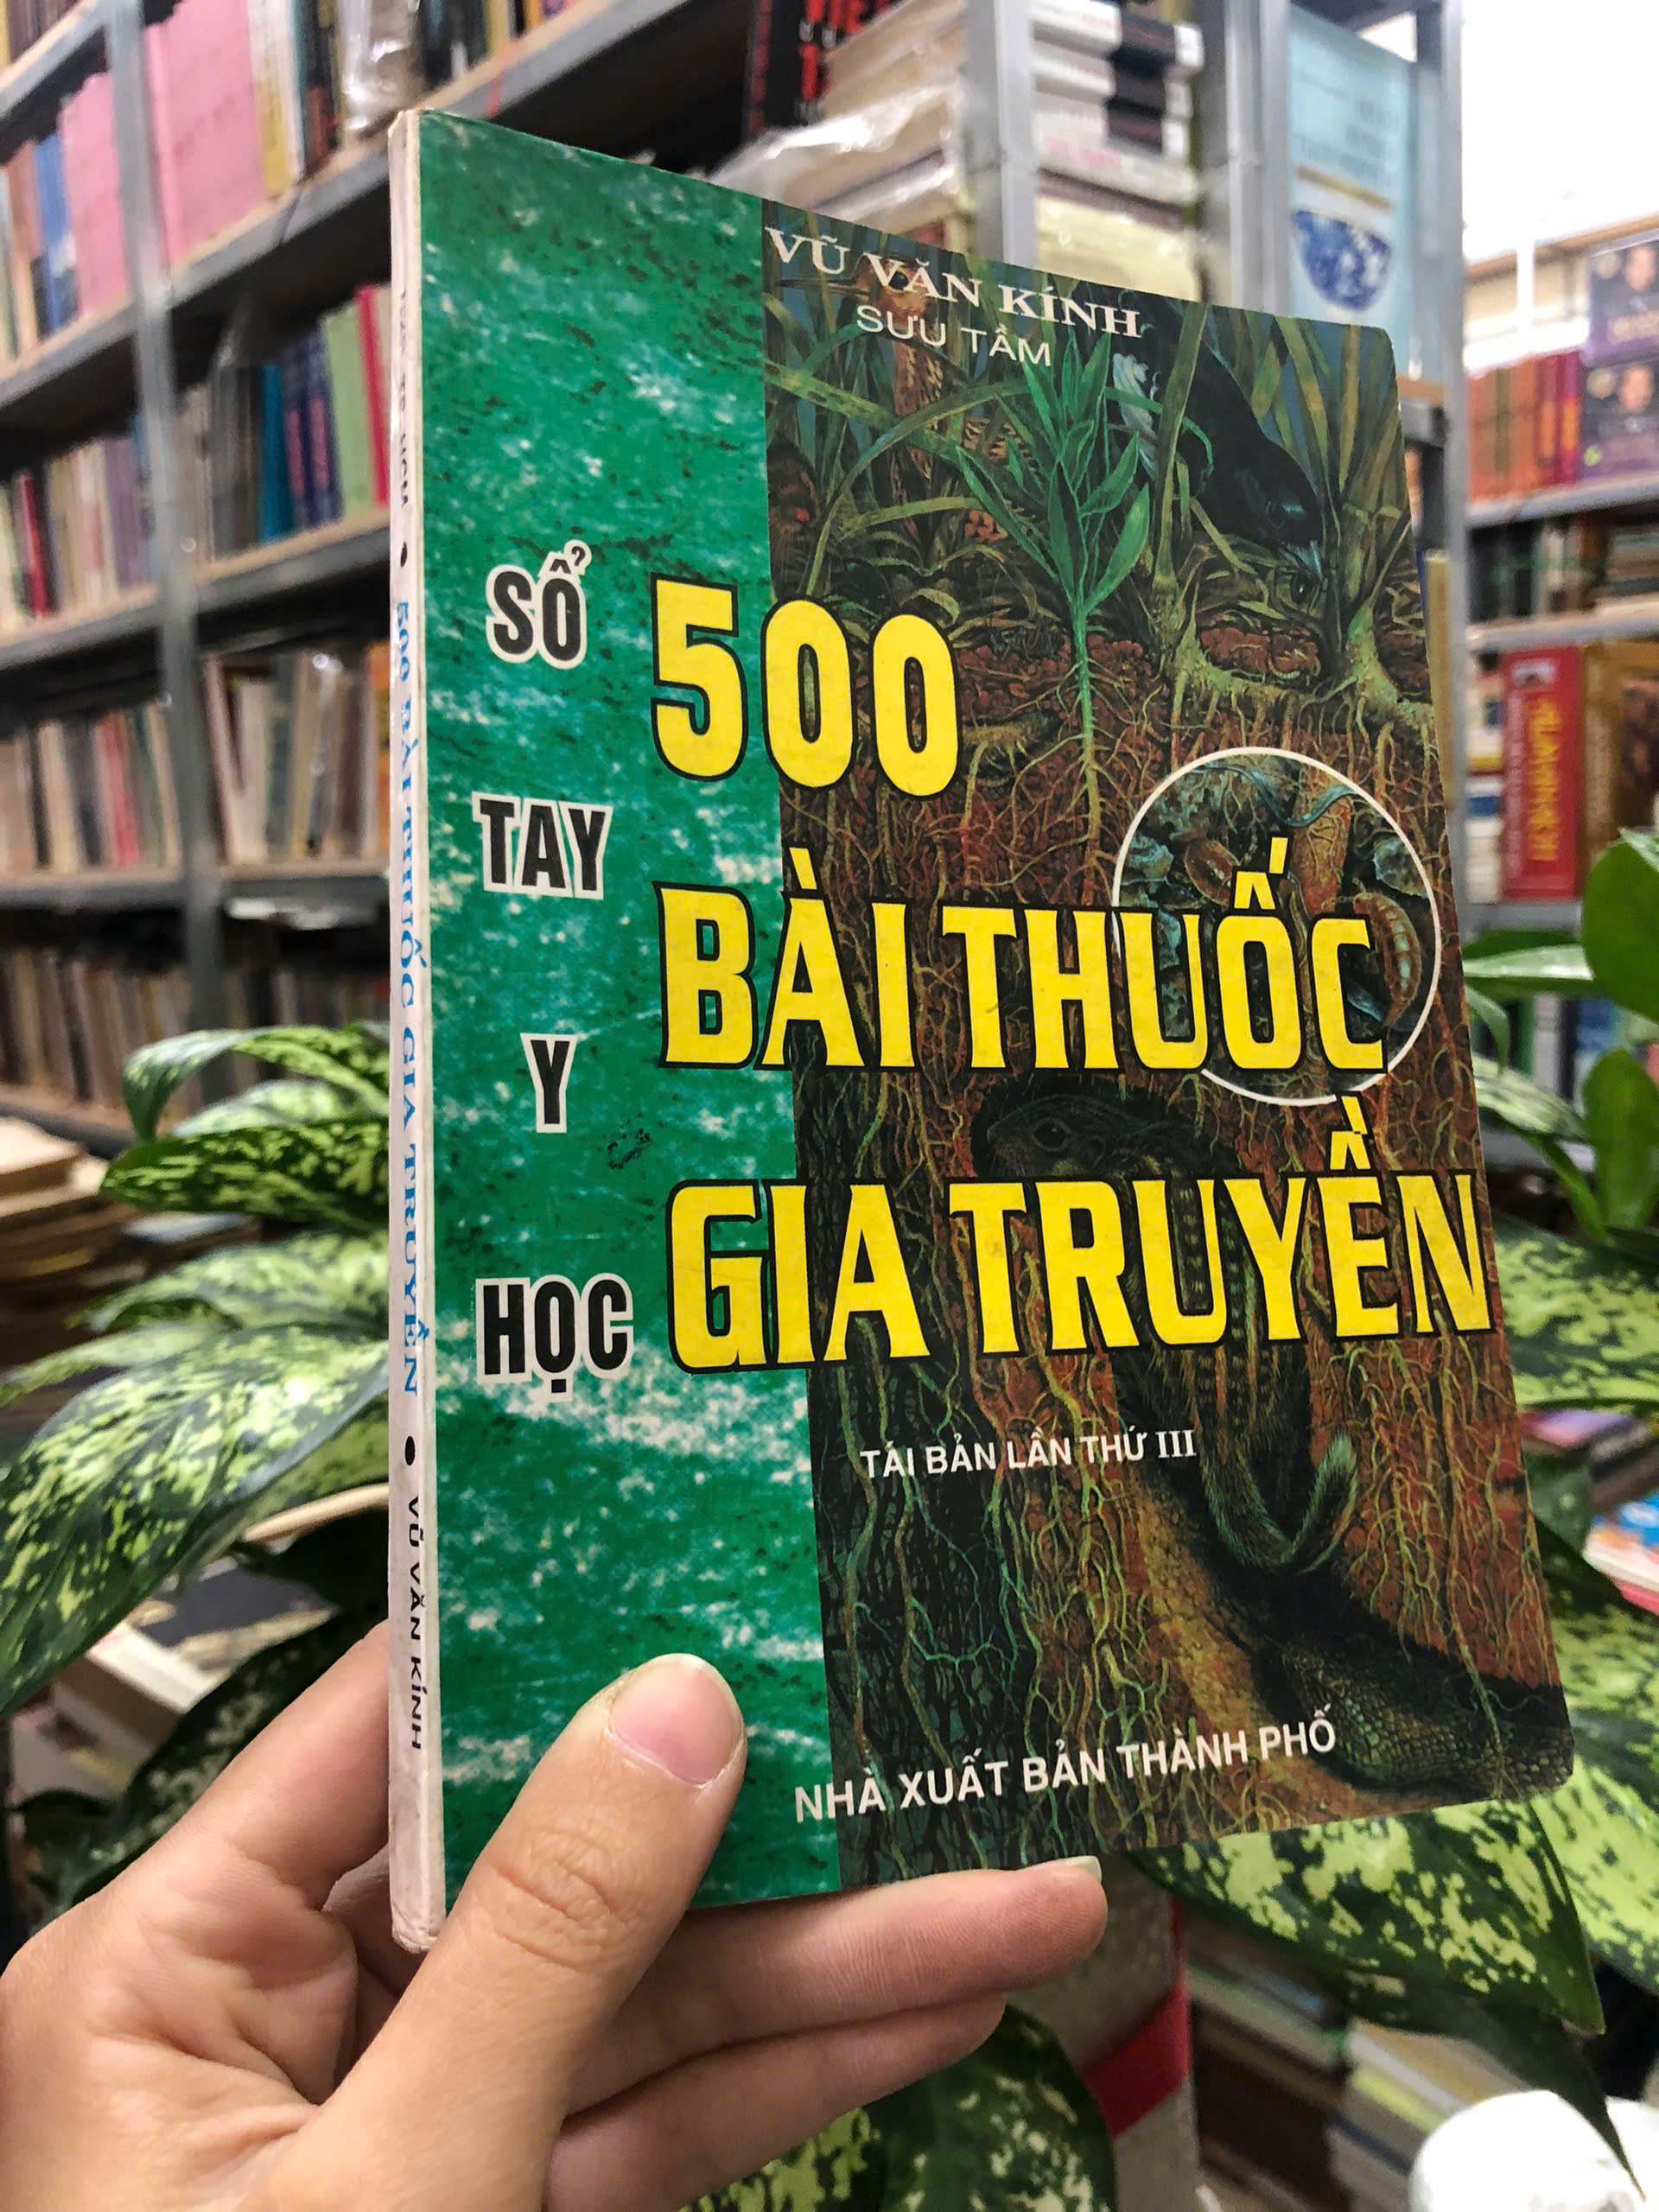 VŨ VĂN KÍNH
SƯU TẦM
SỔ
TAY
Y
HỌC
500
BÀI THUỐC
GIA TRUYỀN
TÁI BẢN LẦN THỨ III
NHÀ XUẤT BẢN THÀNH PHỐ
500 BÀI THUỐC GIA TRUYỀN • VŨ VĂN KÍNH